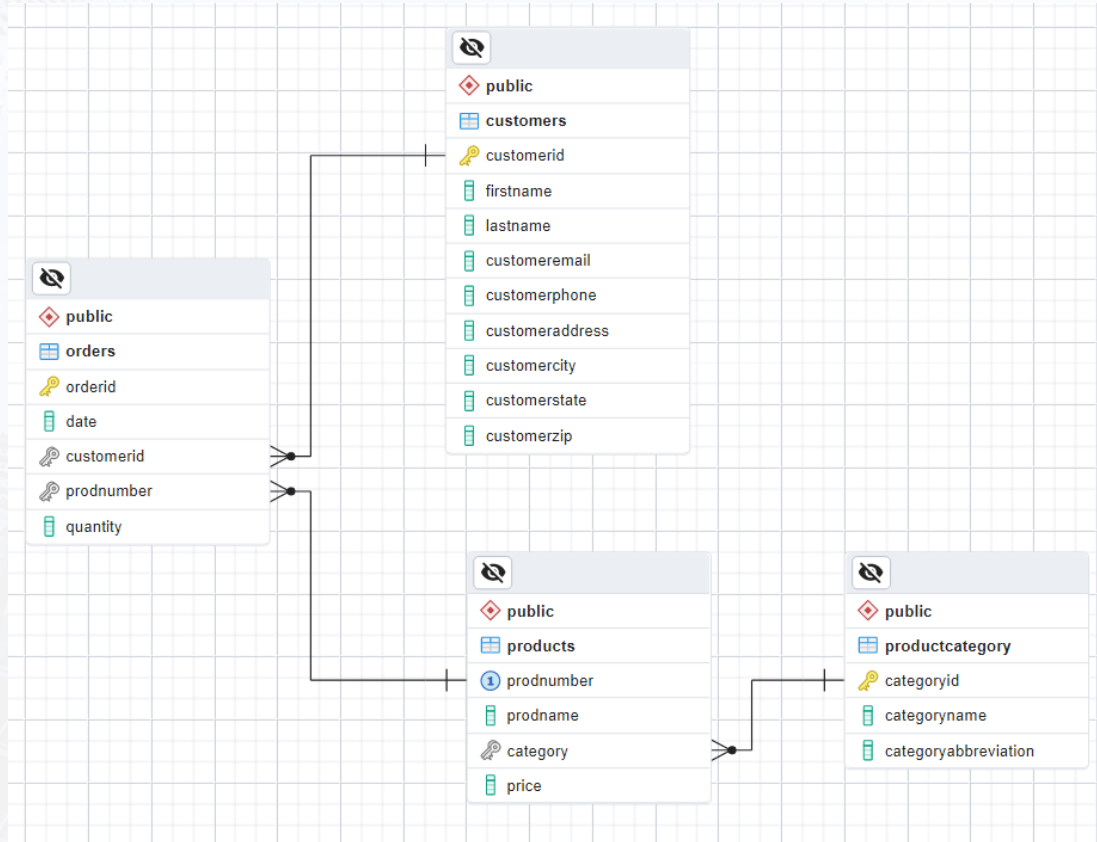 public
customers
customerid
firstname
lastname
customeremail
customerphone
customeraddress
customercity
customerstate
customerzip
public
orders
orderid
date
customerid
prodnumber
quantity
public
products
1 prodnumber
prodname
category
price
public
productcategory
categoryid
categoryname
categoryabbreviation